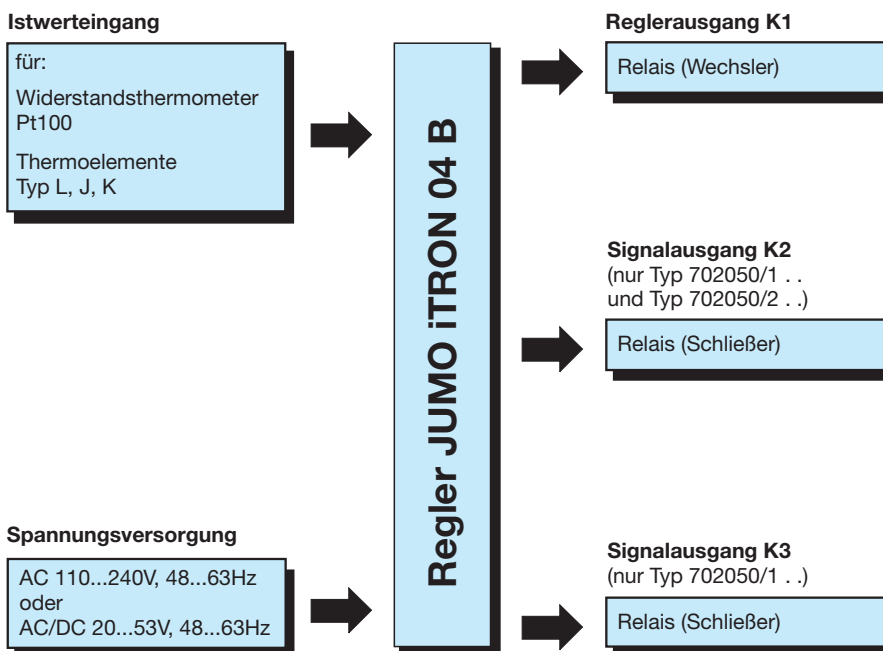 Istwerteingang
für:
Widerstandsthermometer
Pt100
Thermoelemente
Typ L, J, K
Spannungsversorgung
AC 110...240V, 48...63Hz
oder
AC/DC 20...53V, 48...63Hz
Regler JUMO iTRON 04 B
Reglerausgang K1
Relais (Wechsler)
Signalausgang K2
(nur Typ 702050/1 . .
und Typ 702050/2 . .)
Relais (Schließer)
Signalausgang K3
(nur Typ 702050/1 . .)
Relais (Schließer)